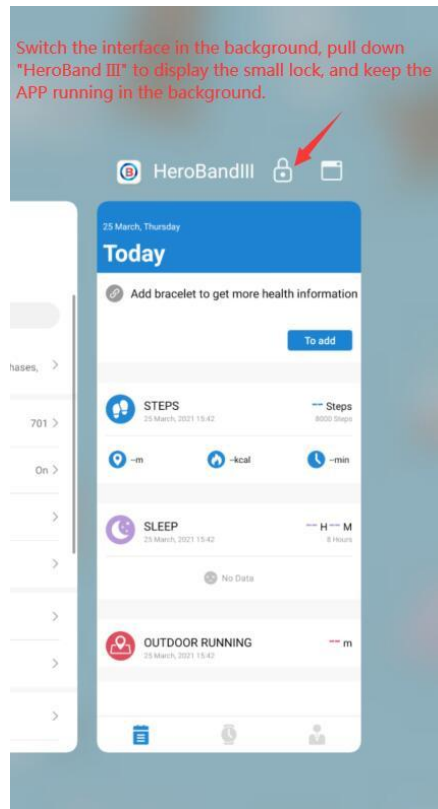 Switch the interface in the background, pull down
"HeroBand III" to display the small lock, and keep the
APP running in the background.
B HeroBandIII
25 March, Thursday
Today
Add bracelet to get more health information
To add
hases,
701
On
STEPS
-- Steps
25 March, 2021 15:42
8000 Steps
--m
--kcal
--min
SLEEP
-- H -- M
25 March, 2021 15:42
8 Hours
No Data
OUTDOOR RUNNING
-- m
25 March, 2021 15:42